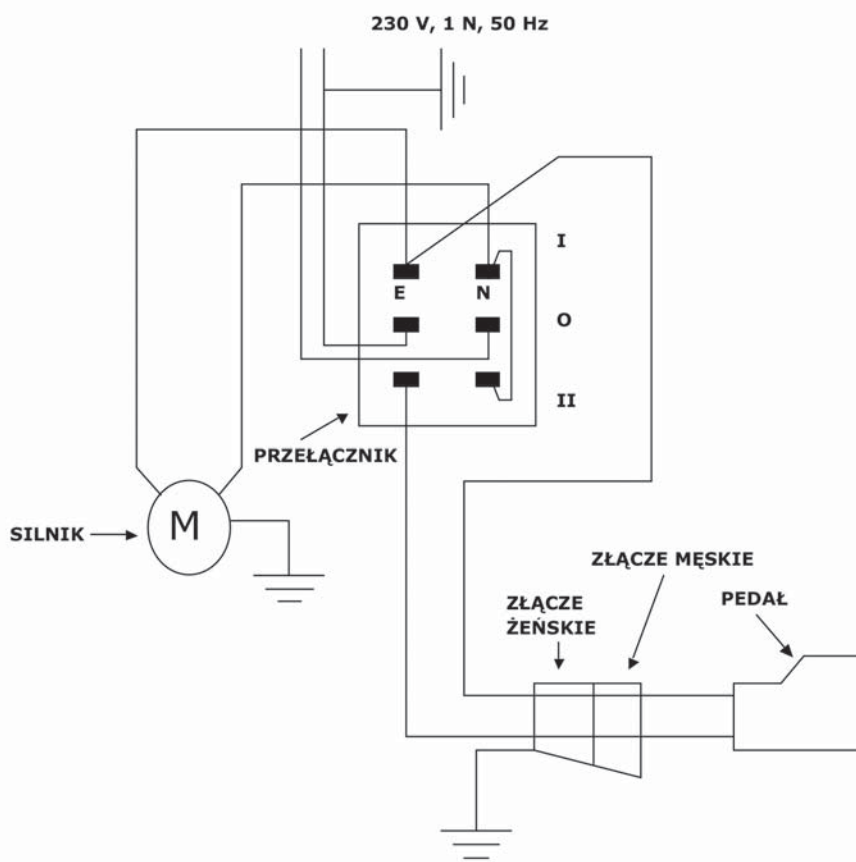 230 V, 1 N, 50 Hz
I
E N
O
II
PRZEŁĄCZNIK
M
SILNIK
ZŁĄCZE MĘSKIE
ZŁĄCZE
ŻEŃSKIE
PEDAŁ